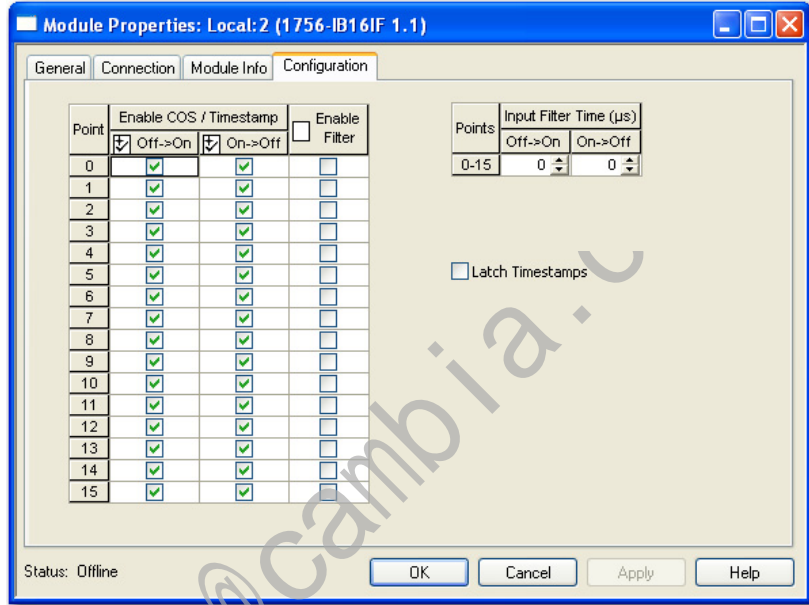 Module Properties: Local:2 (1756-IB16IF 1.1)
General Connection Module Info Configuration
Point Enable COS / Timestamp Enable Filter
Off->On On->Off
0
1
2
3
4
5
6
7
8
9
10
11
12
13
14
15
Points Input Filter Time (µs)
Off->On On->Off
0-15 0 0
Latch Timestamps
Status: Offline
OK Cancel Apply Help
@cambia.c